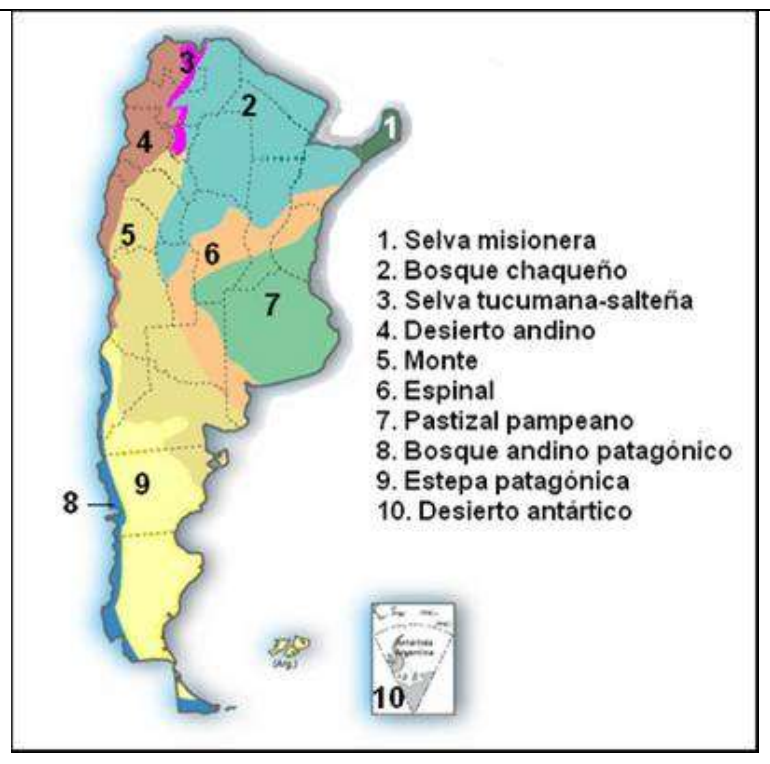 3
2
1
4
5
6
7
8
9
1. Selva misionera
2. Bosque chaqueño
3. Selva tucumana-salteña
4. Desierto andino
5. Monte
6. Espinal
7. Pastizal pampeano
8. Bosque andino patagónico
9. Estepa patagónica
10. Desierto antártico
(Arg.)
Antártida
Argentina
10